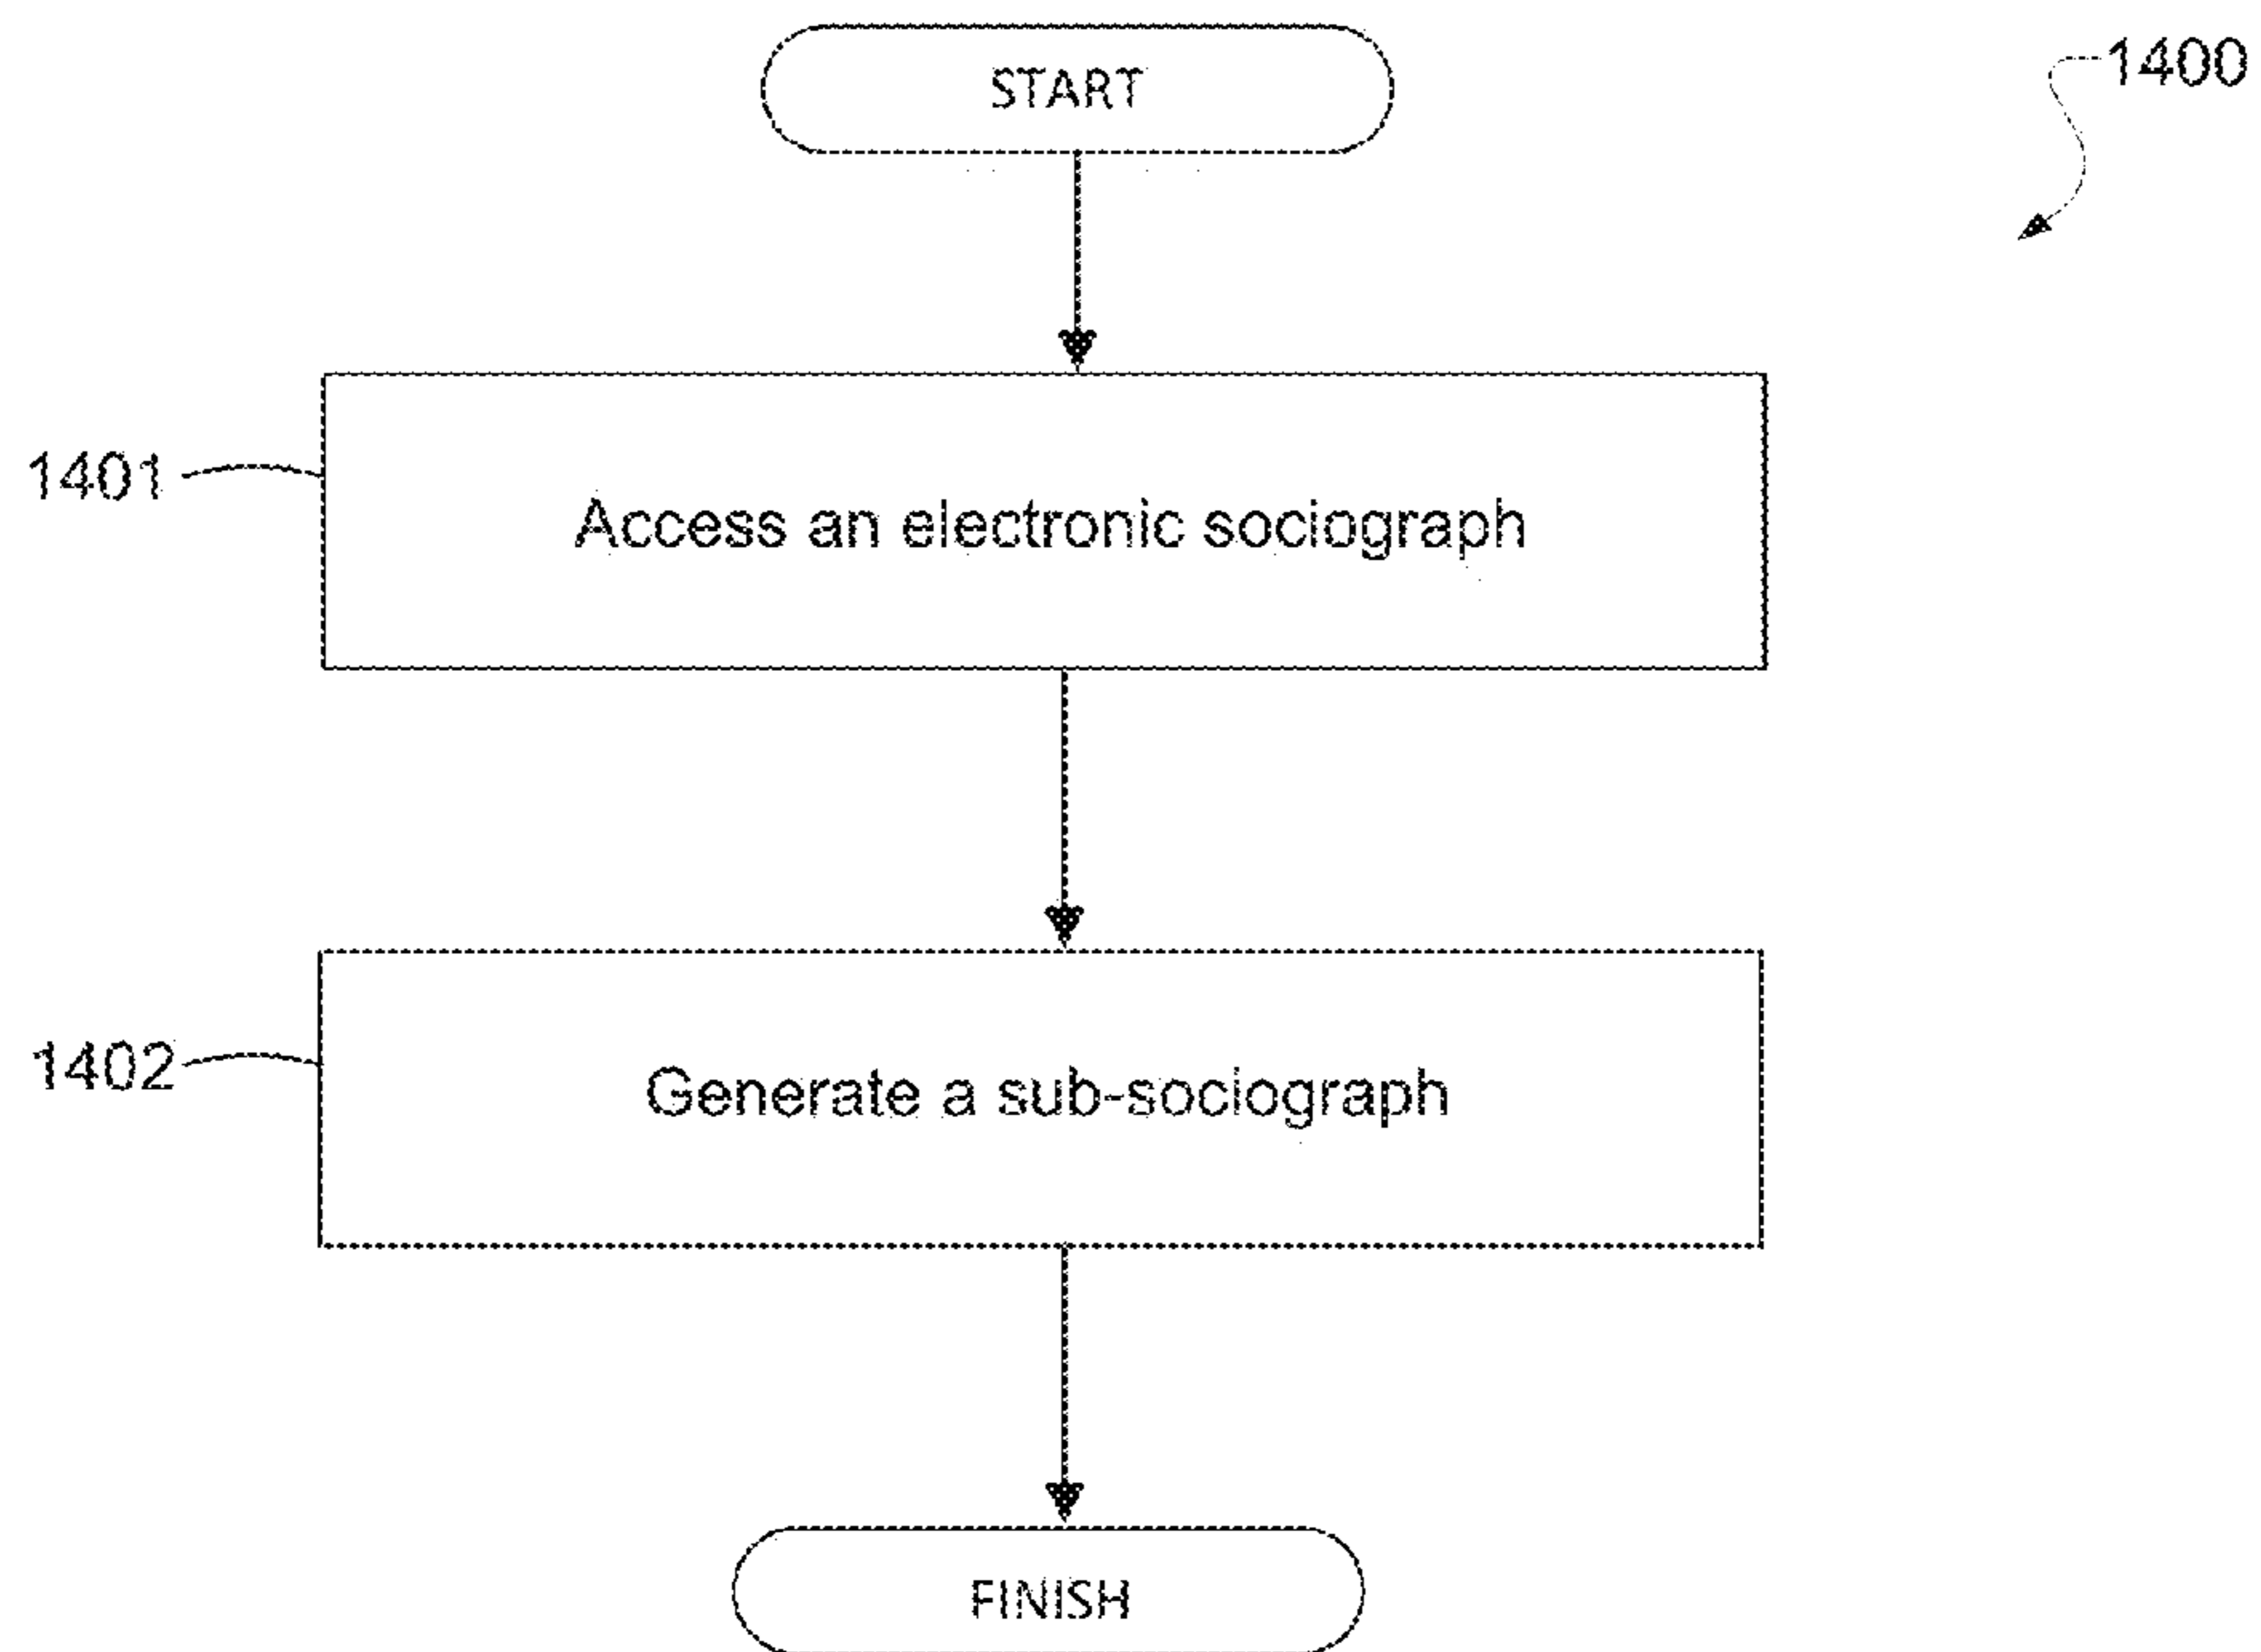 START
1400
1401
Access an electronic sociograph
1402
Generate a sub-sociograph
FINISH